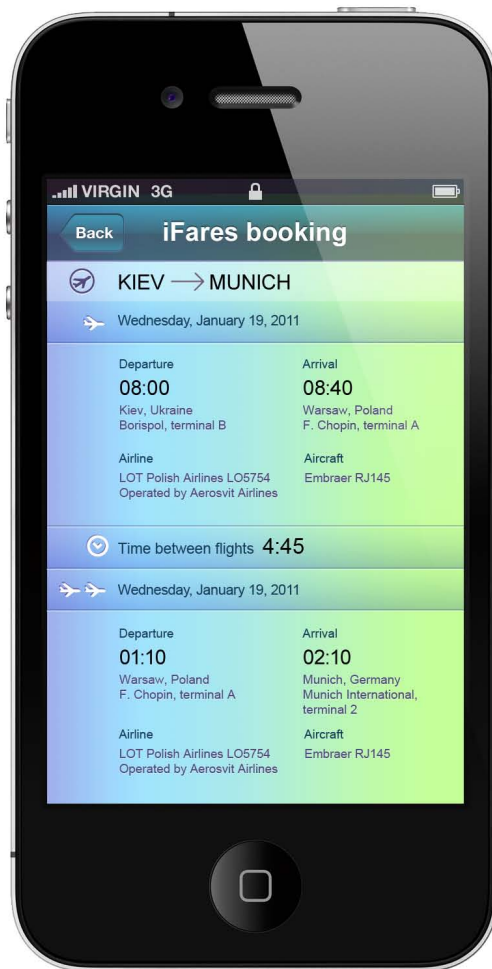 VIRGIN 3G
Back
iFares booking
KIEV → MUNICH
Wednesday, January 19, 2011
Departure
08:00
Kiev, Ukraine
Borispol, terminal B
Arrival
08:40
Warsaw, Poland
F. Chopin, terminal A
Airline
LOT Polish Airlines LO5754
Operated by Aerosvit Airlines
Aircraft
Embraer RJ145
Time between flights 4:45
Wednesday, January 19, 2011
Departure
01:10
Warsaw, Poland
F. Chopin, terminal A
Arrival
02:10
Munich, Germany
Munich International,
terminal 2
Airline
LOT Polish Airlines LO5754
Operated by Aerosvit Airlines
Aircraft
Embraer RJ145